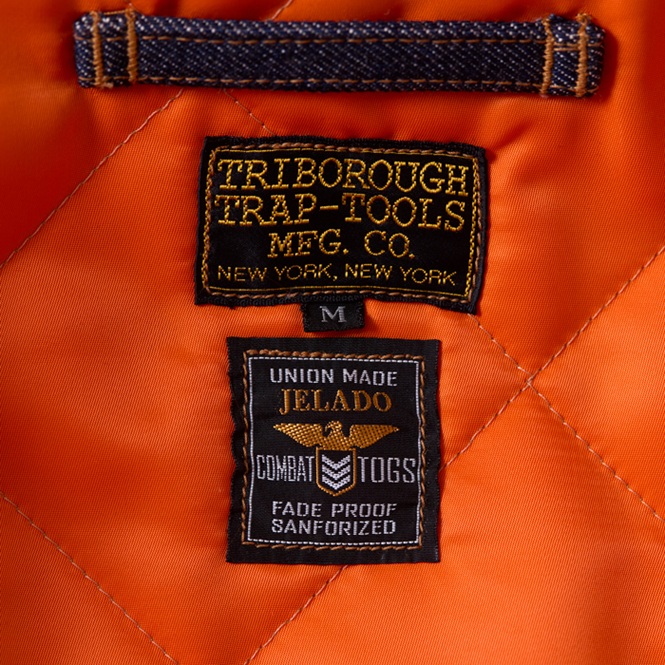 TRIBOROUGH
TRAP-TOOLS
MFG. CO.
NEW YORK, NEW YORK
M
UNION MADE
JELADO
COMBAT TOGS
FADE PROOF
SANFORIZED